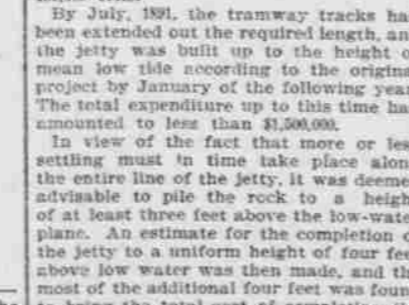 By July, 1891, the tramway tracks ha
been extended out the required length, an
the jetty was built up to the height o
mean low tide according to the origina
project by January of the following year
The total expenditure up to this time ha
amounted to less than $1,500,000.
In view of the fact that more or les
settling must in time take place alon
the entire line of the jetty, it was deeme
advisable to pile the rock to a heigh
of at least three feet above the low-wate
plane. An estimate for the completion o
the jetty to a uniform height of four fee
above low water was then made, and th
most of the additional four feet was foun
the total cost of